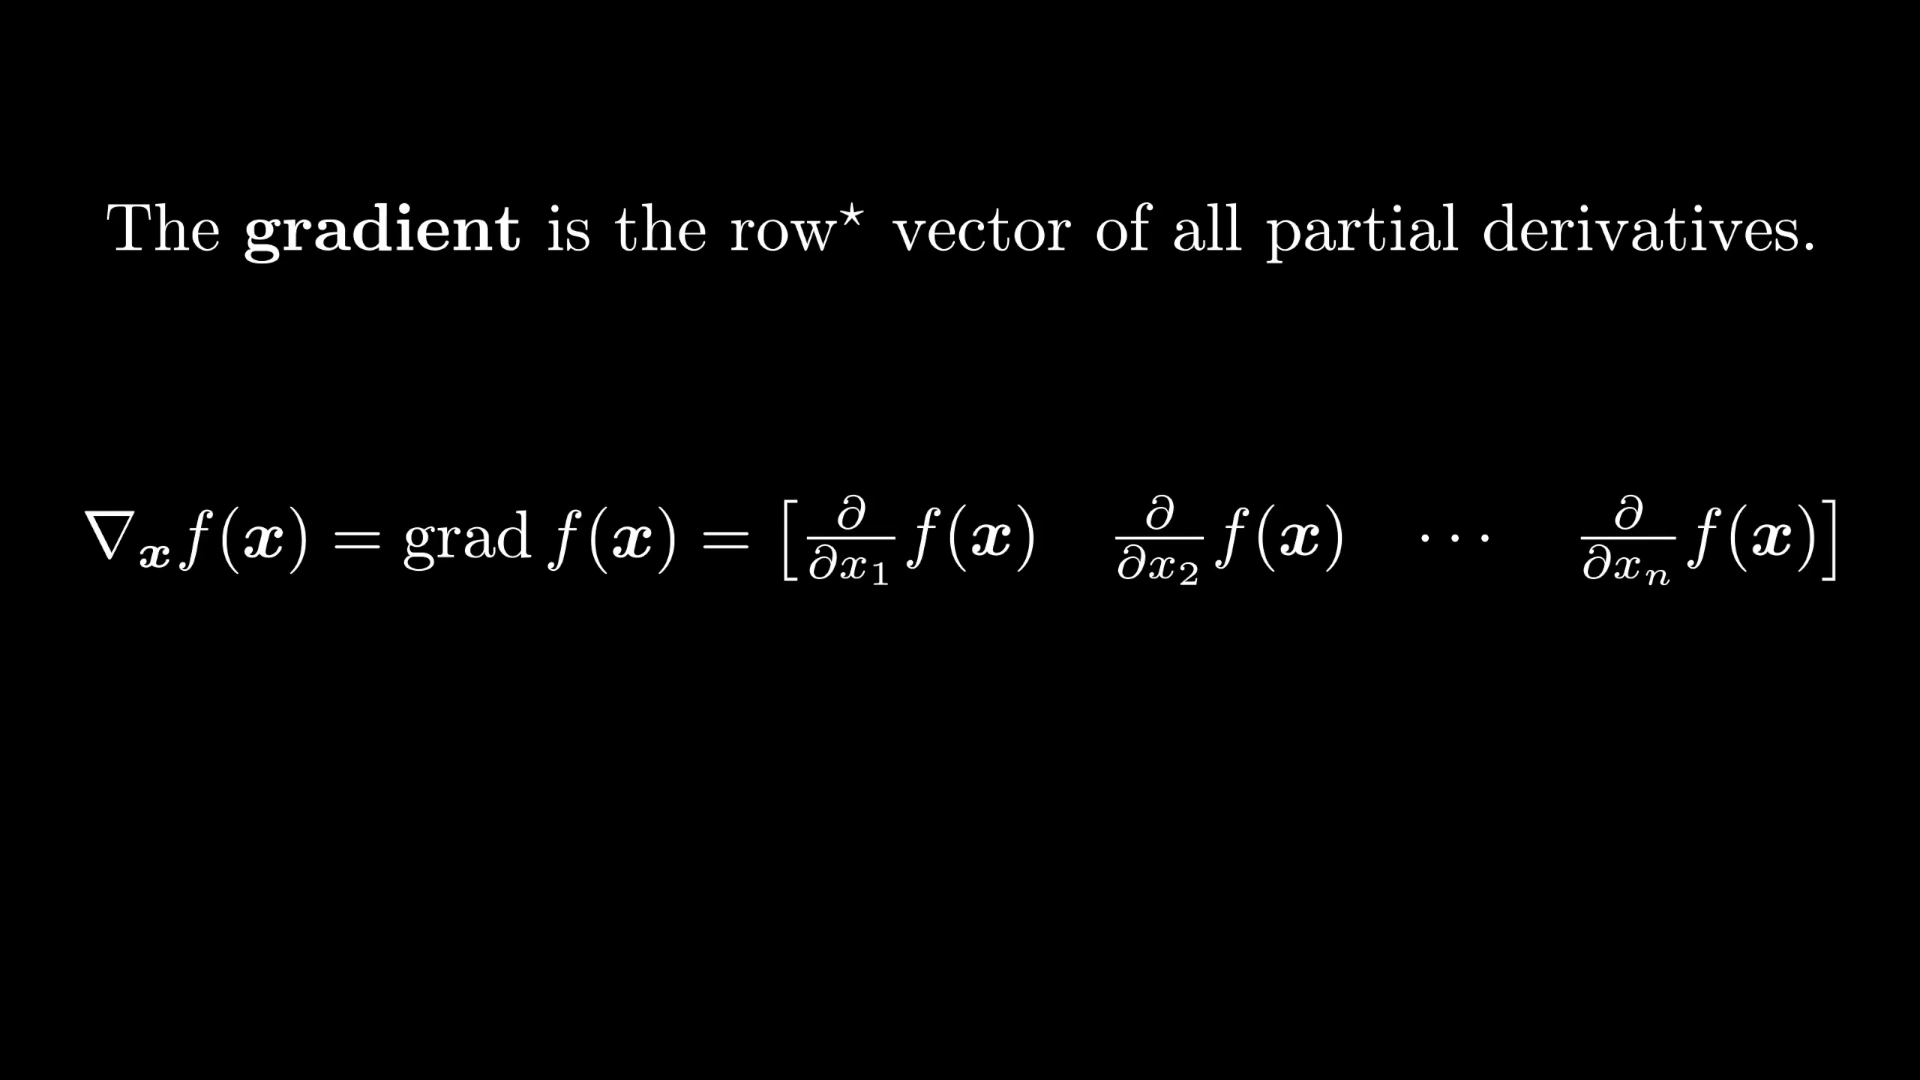 The gradient is the row⋆ vector of all partial derivatives.
∇ₓf(x) = grad f(x) = [∂/∂x₁ f(x) ∂/∂x₂ f(x) ⋯ ∂/∂xₙ f(x)]